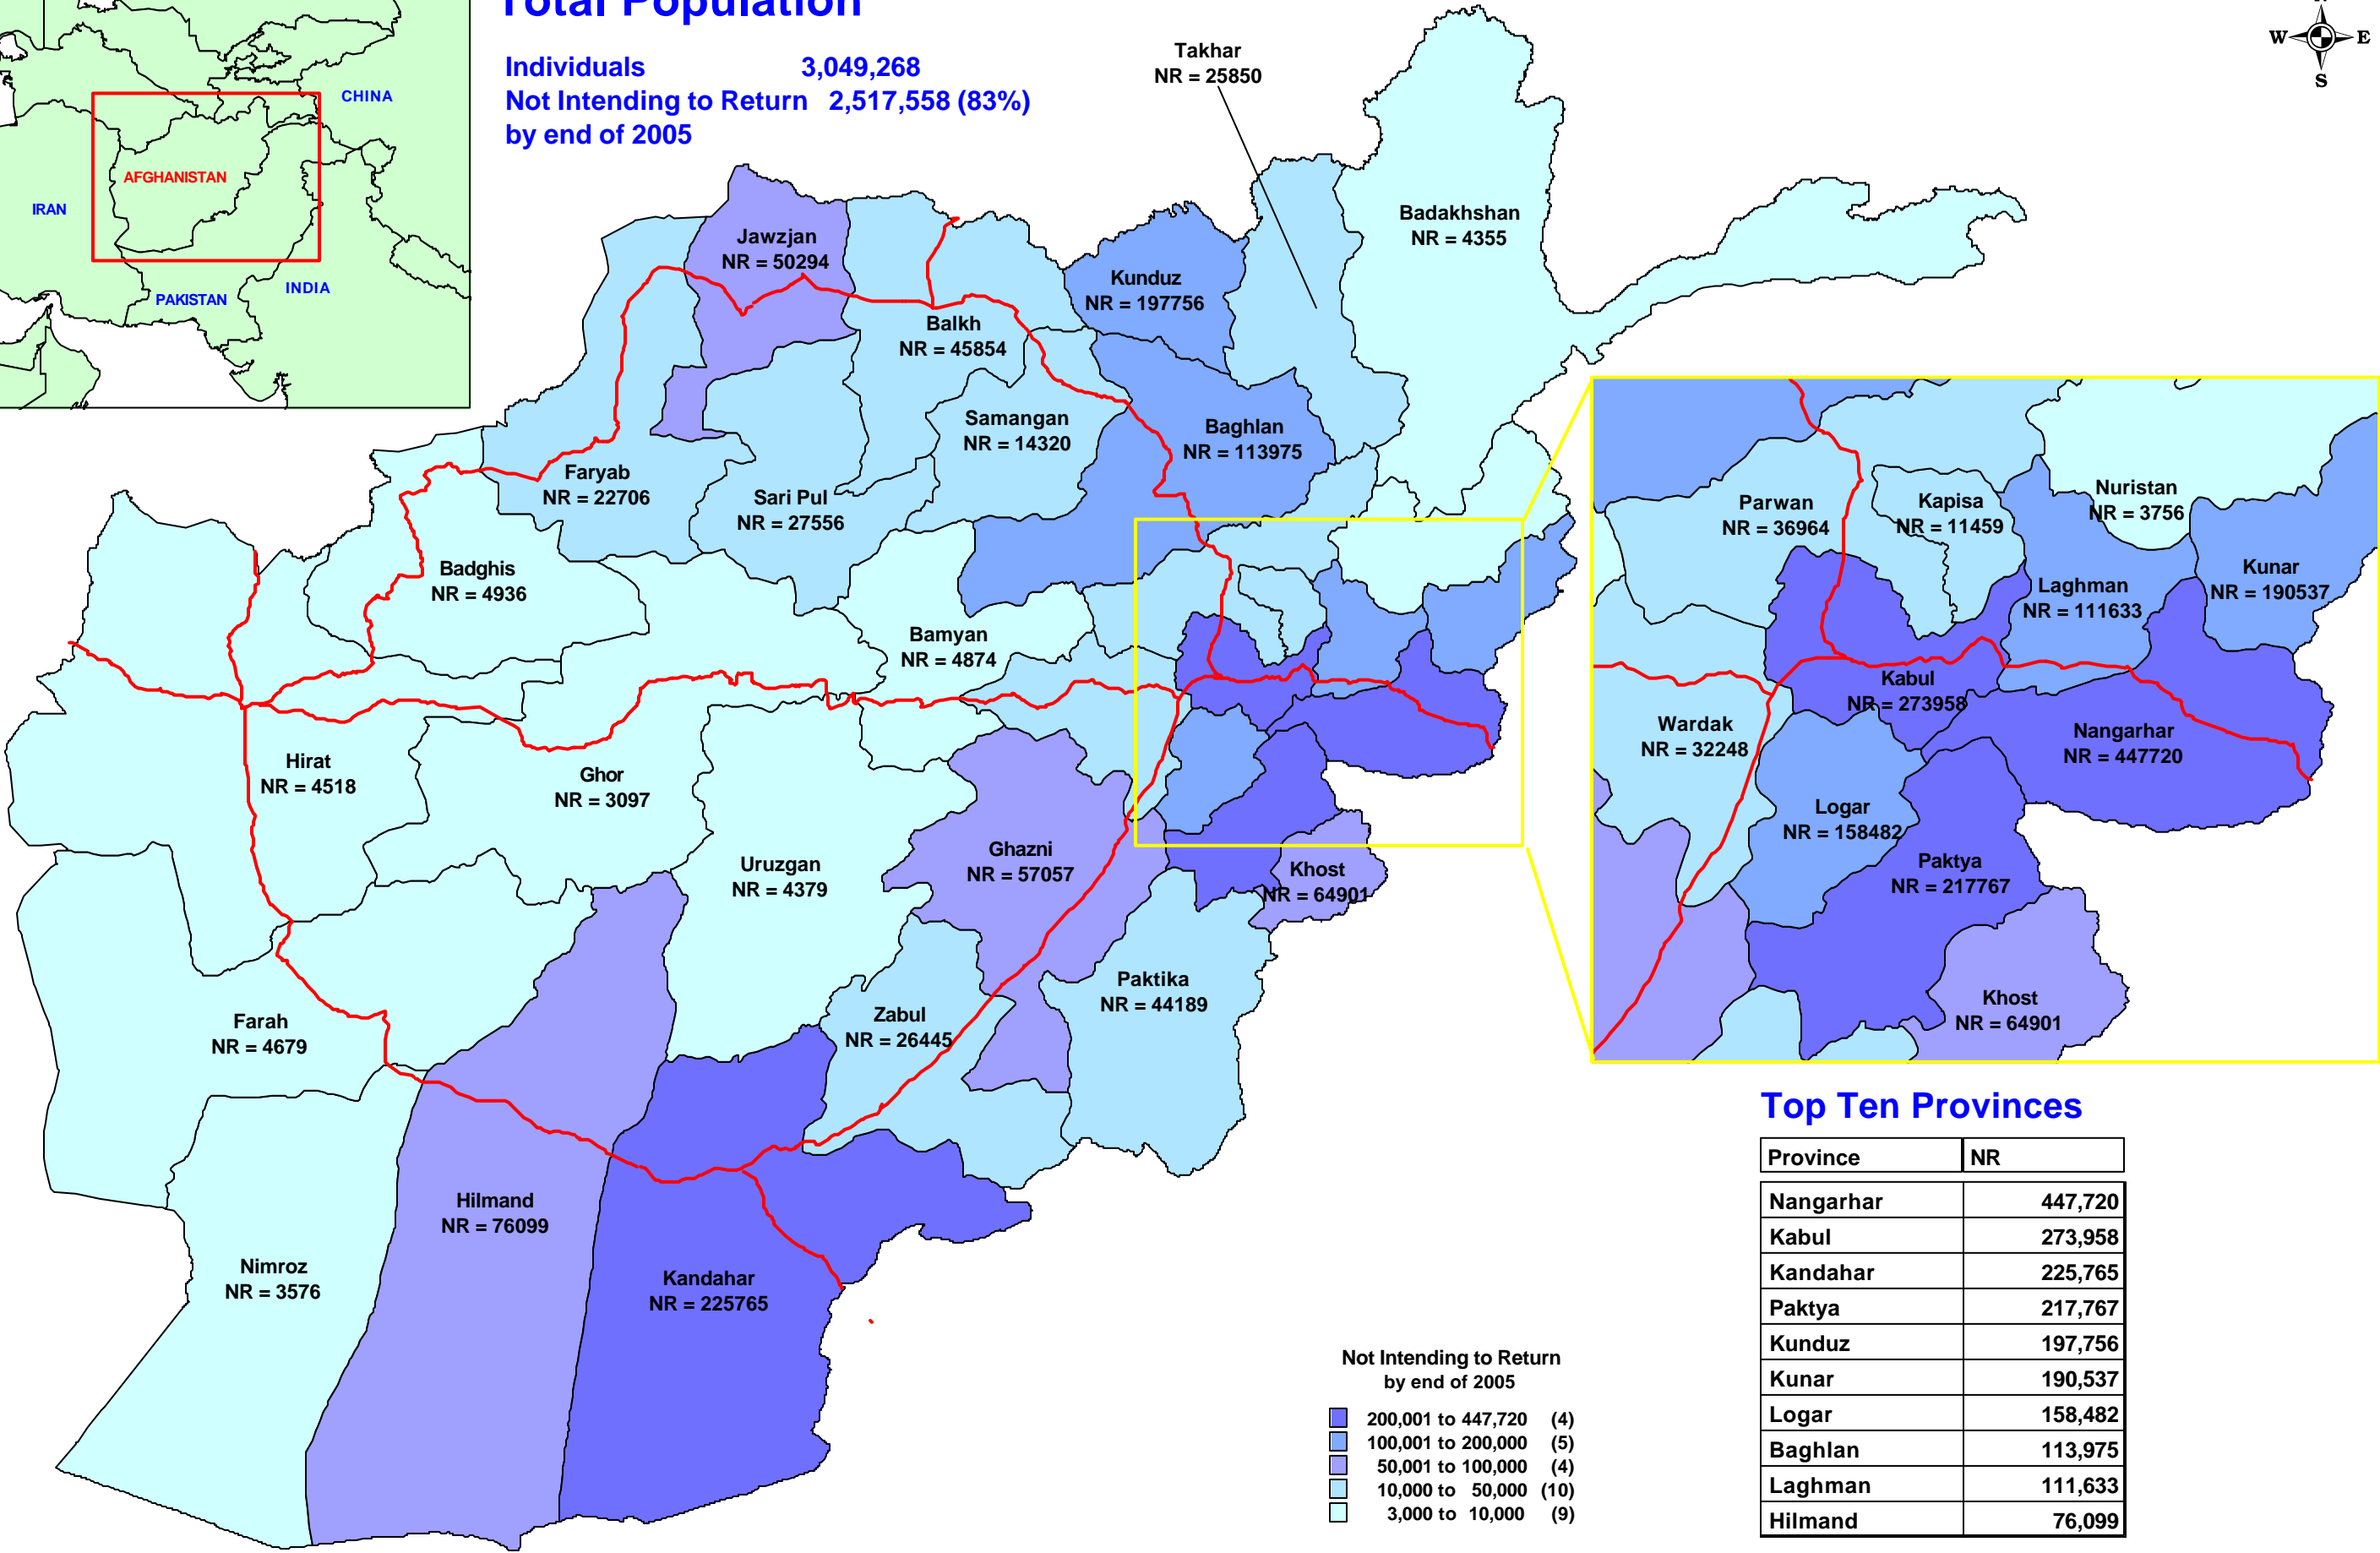 Total Population
Individuals 3,049,268
Not Intending to Return 2,517,558 (83%)
by end of 2005
CHINA
AFGHANISTAN
IRAN
PAKISTAN
INDIA
W E
S
Takhar
NR = 25850
Badakhshan
NR = 4355
Jawzjan
NR = 50294
Kunduz
NR = 197756
Balkh
NR = 45854
Samangan
NR = 14320
Baghlan
NR = 113975
Faryab
NR = 22706
Sari Pul
NR = 27556
Badghis
NR = 4936
Bamyan
NR = 4874
Hirat
NR = 4518
Ghor
NR = 3097
Uruzgan
NR = 4379
Ghazni
NR = 57057
Khost
NR = 64901
Paktika
NR = 44189
Zabul
NR = 26445
Farah
NR = 4679
Hilmand
NR = 76099
Nimroz
NR = 3576
Kandahar
NR = 225765
Parwan
NR = 36964
Kapisa
NR = 11459
Nuristan
NR = 3756
Kunar
NR = 190537
Laghman
NR = 111633
Kabul
NR = 273958
Wardak
NR = 32248
Nangarhar
NR = 447720
Logar
NR = 158482
Paktya
NR = 217767
Khost
NR = 64901
Not Intending to Return
by end of 2005
200,001 to 447,720 (4)
100,001 to 200,000 (5)
50,001 to 100,000 (4)
10,000 to 50,000 (10)
3,000 to 10,000 (9)
Top Ten Provinces
Province NR
Nangarhar 447,720
Kabul 273,958
Kandahar 225,765
Paktya 217,767
Kunduz 197,756
Kunar 190,537
Logar 158,482
Baghlan 113,975
Laghman 111,633
Hilmand 76,099